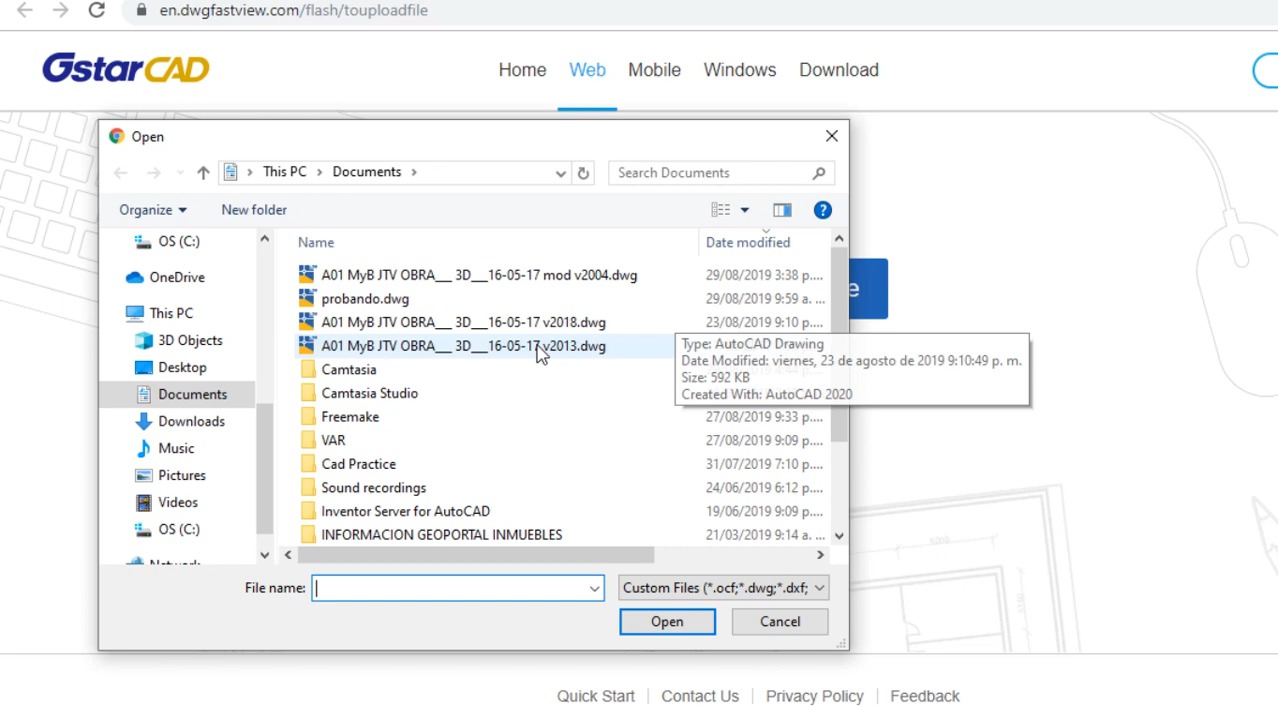 en.dwgfastview.com/flash/touploadfile
GstarCAD
Home Web Mobile Windows Download
Open
This PC > Documents > Search Documents
Organize New folder
OS (C:)
OneDrive
This PC
3D Objects
Desktop
Documents
Downloads
Music
Pictures
Videos
OS (C:)
Network
Name Date modified
A01 MyB JTV OBRA__ 3D__16-05-17 mod v2004.dwg 29/08/2019 3:38 p....
probando.dwg 29/08/2019 9:59 a. ...
A01 MyB JTV OBRA__ 3D__16-05-17 v2018.dwg 23/08/2019 9:10 p....
A01 MyB JTV OBRA__ 3D__16-05-17 v2013.dwg
Camtasia
Camtasia Studio
Freemake 27/08/2019 9:33 p....
VAR 27/08/2019 9:09 p....
Cad Practice 31/07/2019 7:10 p....
Sound recordings 24/06/2019 6:12 p....
Inventor Server for AutoCAD 19/06/2019 9:09 p....
INFORMACION GEOPORTAL INMUEBLES 21/03/2019 9:14 a. ...
Type: AutoCAD Drawing
Date Modified: viernes, 23 de agosto de 2019 9:10:49 p. m.
Size: 592 KB
Created With: AutoCAD 2020
e
File name: Custom Files (*.ocf;*.dwg;*.dxf;
Open Cancel
Quick Start | Contact Us | Privacy Policy | Feedback